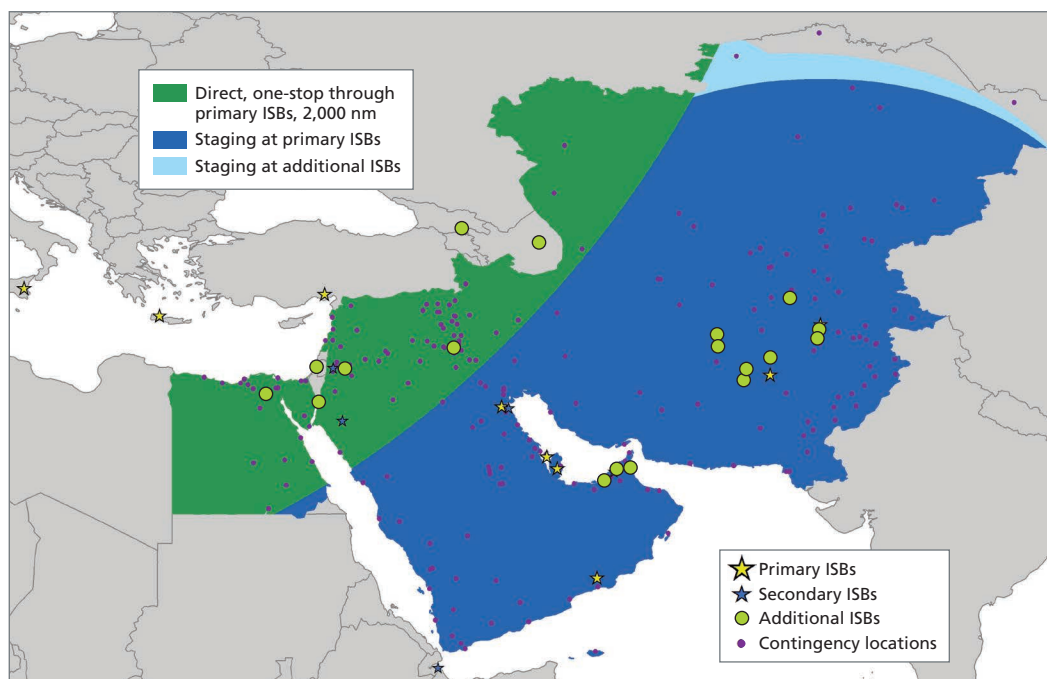 Direct, one-stop through
primary ISBs, 2,000 nm
Staging at primary ISBs
Staging at additional ISBs
Primary ISBs
Secondary ISBs
Additional ISBs
Contingency locations